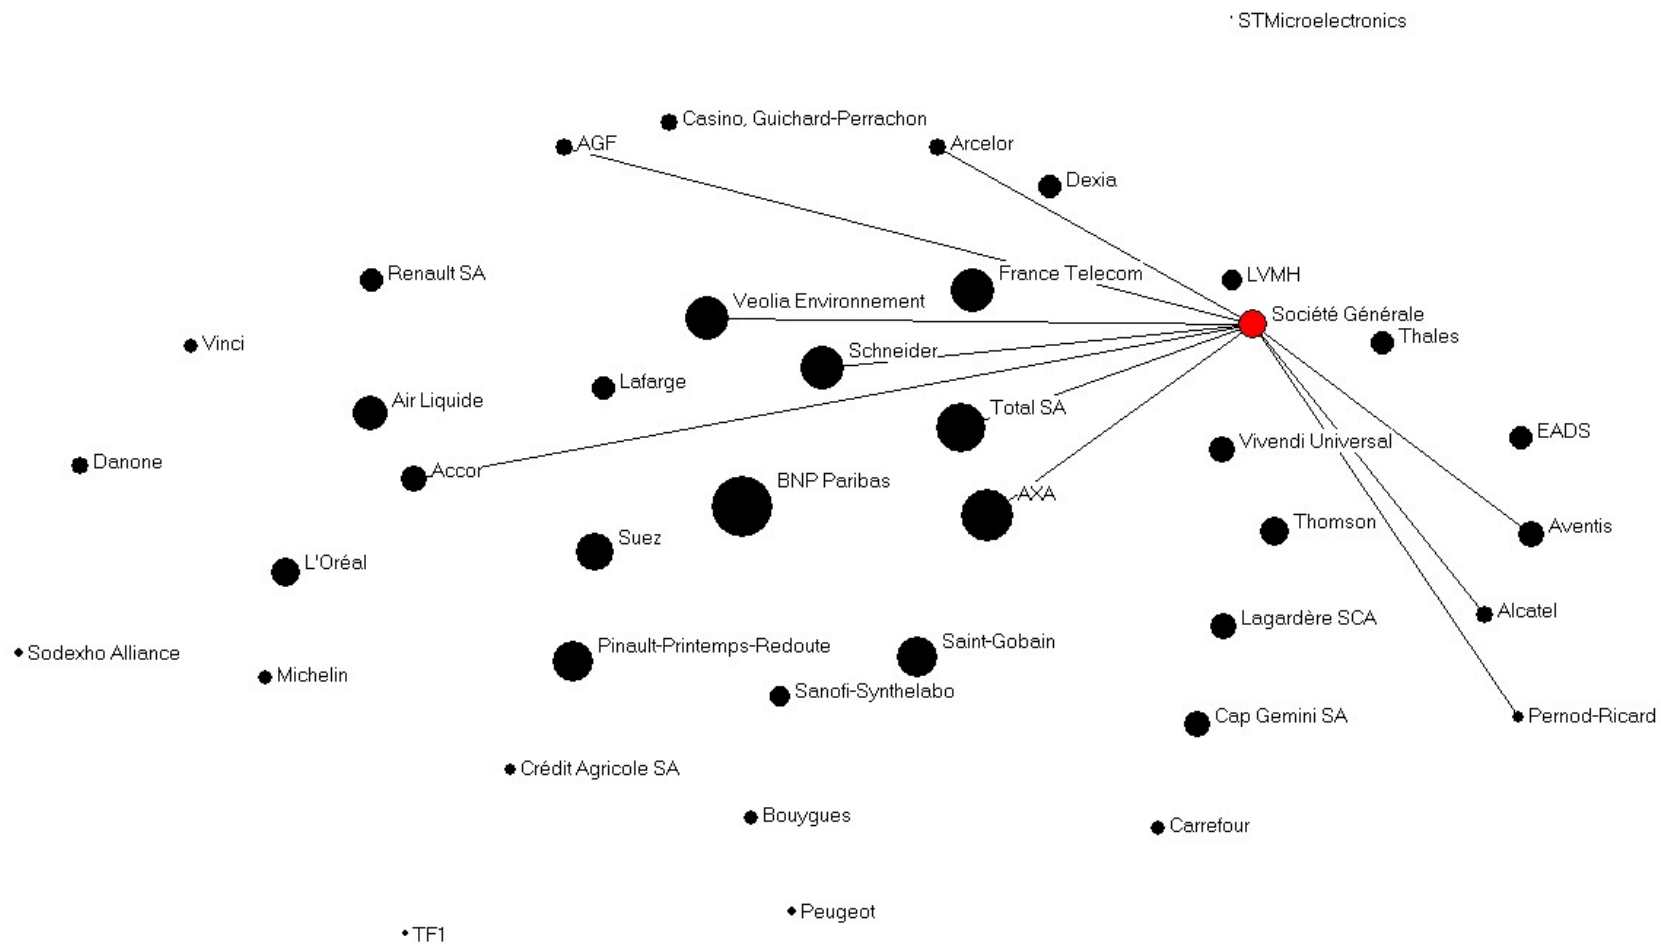 STMicroelectronics
Casino, Guichard-Perrachon
AGF
Arcelor
Dexia
Renault SA
France Telecom
LVMH
Veolia Environnement
Société Générale
Vinci
Thales
Schneider
Lafarge
Air Liquide
Total SA
EADS
Vivendi Universal
Danone
Accor
BNP Paribas
AXA
Thomson
Aventis
Suez
L'Oréal
Alcatel
Lagardère SCA
Saint-Gobain
Pinault-Printemps-Redoute
Sodexho Alliance
Michelin
Sanofi-Synthelabo
Cap Gemini SA
Pernod-Ricard
Crédit Agricole SA
Bouygues
Carrefour
Peugeot
TF1